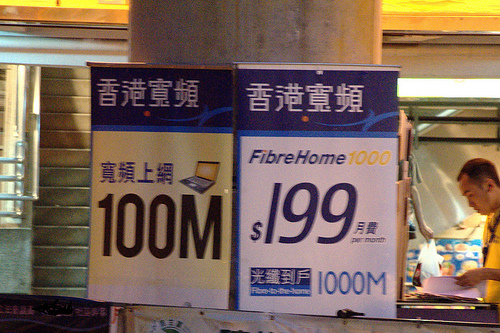 香港寬頻
寬頻上網
100M
香港寬頻
FibreHome1000
$199 月費
per month
光纖到戶 1000M
Fibre-to-the-home